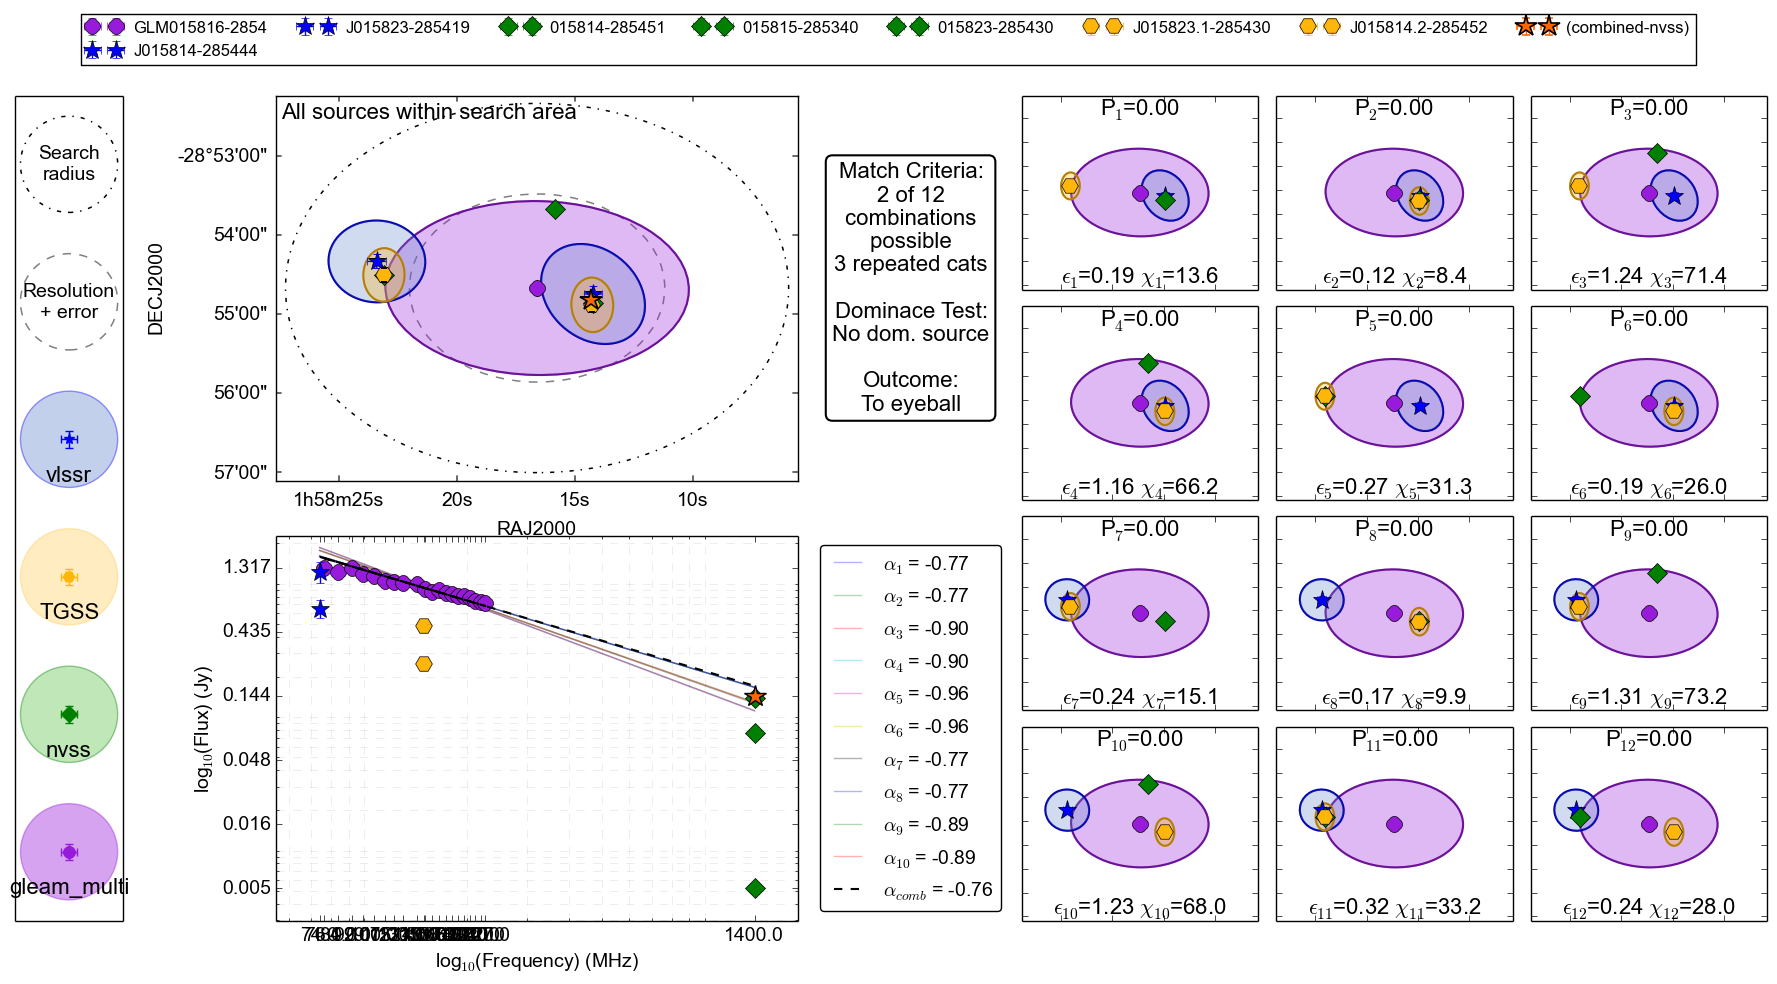 GLM015816-2854 J015823-285419 015814-285451 015815-285340 015823-285430 J015823.1-285430 J015814.2-285452 (combined-nvss)
J015814-285444
Search
radius
Resolution
+ error
vlssr
TGSS
nvss
gleam_multi
All sources within search area
DECJ2000
-28°53'00"
54'00"
55'00"
56'00"
57'00"
1h58m25s 20s 15s 10s
RAJ2000
Match Criteria:
2 of 12
combinations
possible
3 repeated cats
Dominace Test:
No dom. source
Outcome:
To eyeball
log10(Flux) (Jy)
1.317
0.435
0.144
0.048
0.016
0.005
1400.0
log10(Frequency) (MHz)
α1 = -0.77
α2 = -0.77
α3 = -0.90
α4 = -0.90
α5 = -0.96
α6 = -0.96
α7 = -0.77
α8 = -0.77
α9 = -0.89
α10 = -0.89
αcomb = -0.76
P1=0.00
ϵ1=0.19 χ1=13.6
P2=0.00
ϵ2=0.12 χ2=8.4
P3=0.00
ϵ3=1.24 χ3=71.4
P4=0.00
ϵ4=1.16 χ4=66.2
P5=0.00
ϵ5=0.27 χ5=31.3
P6=0.00
ϵ6=0.19 χ6=26.0
P7=0.00
ϵ7=0.24 χ7=15.1
P8=0.00
ϵ8=0.17 χ8=9.9
P9=0.00
ϵ9=1.31 χ9=73.2
P10=0.00
ϵ10=1.23 χ10=68.0
P11=0.00
ϵ11=0.32 χ11=33.2
P12=0.00
ϵ12=0.24 χ12=28.0